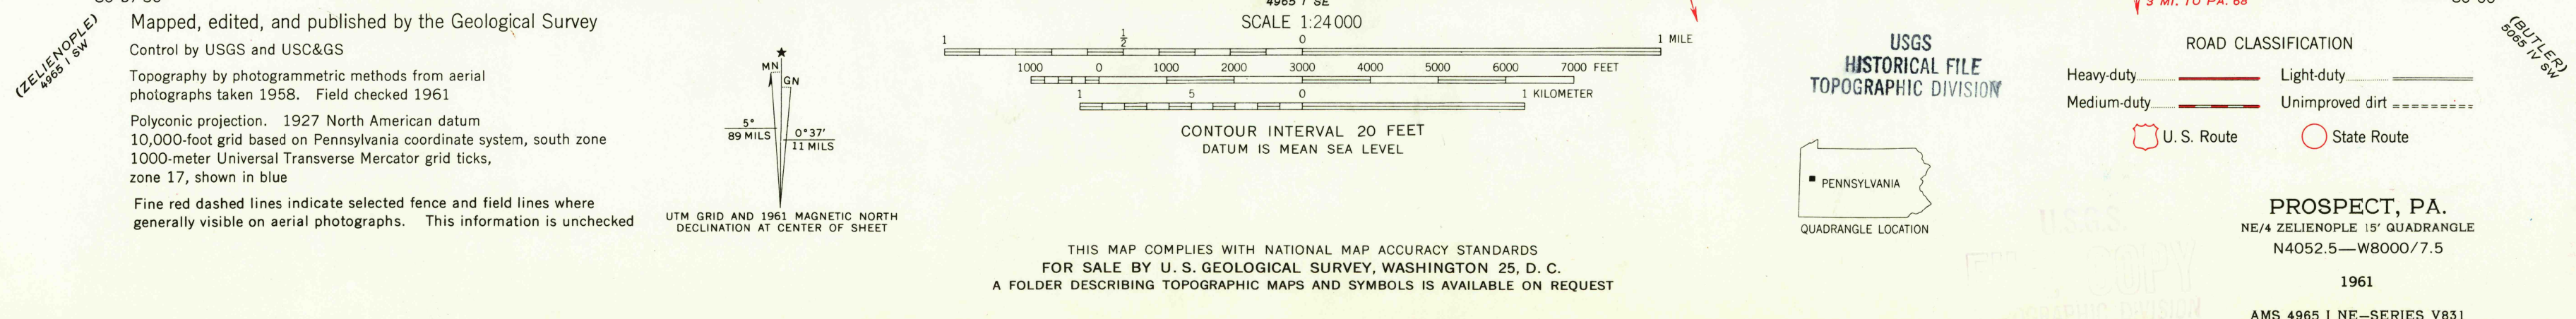 (ZELIENOPLE)
4965 I SW
Mapped, edited, and published by the Geological Survey
Control by USGS and USC&GS
Topography by photogrammetric methods from aerial
photographs taken 1958. Field checked 1961
Polyconic projection. 1927 North American datum
10,000-foot grid based on Pennsylvania coordinate system, south zone
1000-meter Universal Transverse Mercator grid ticks,
zone 17, shown in blue
Fine red dashed lines indicate selected fence and field lines where
generally visible on aerial photographs. This information is unchecked
MN
GN
5°
89 MILS
0°37'
11 MILS
UTM GRID AND 1961 MAGNETIC NORTH
DECLINATION AT CENTER OF SHEET
4965 I SE
SCALE 1:24000
1 1/2 0 1 MILE
1000 0 1000 2000 3000 4000 5000 6000 7000 FEET
1 5 0 1 KILOMETER
CONTOUR INTERVAL 20 FEET
DATUM IS MEAN SEA LEVEL
THIS MAP COMPLIES WITH NATIONAL MAP ACCURACY STANDARDS
FOR SALE BY U. S. GEOLOGICAL SURVEY, WASHINGTON 25, D. C.
A FOLDER DESCRIBING TOPOGRAPHIC MAPS AND SYMBOLS IS AVAILABLE ON REQUEST
USGS
HISTORICAL FILE
TOPOGRAPHIC DIVISION
PENNSYLVANIA
QUADRANGLE LOCATION
3 MI. TO PA. 68
ROAD CLASSIFICATION
Heavy-duty Light-duty
Medium-duty Unimproved dirt
U. S. Route State Route
(BUTLER)
5065 IV SW
PROSPECT, PA.
NE/4 ZELIENOPLE 15' QUADRANGLE
N4052.5—W8000/7.5
1961
AMS 4965 I NE—SERIES V831